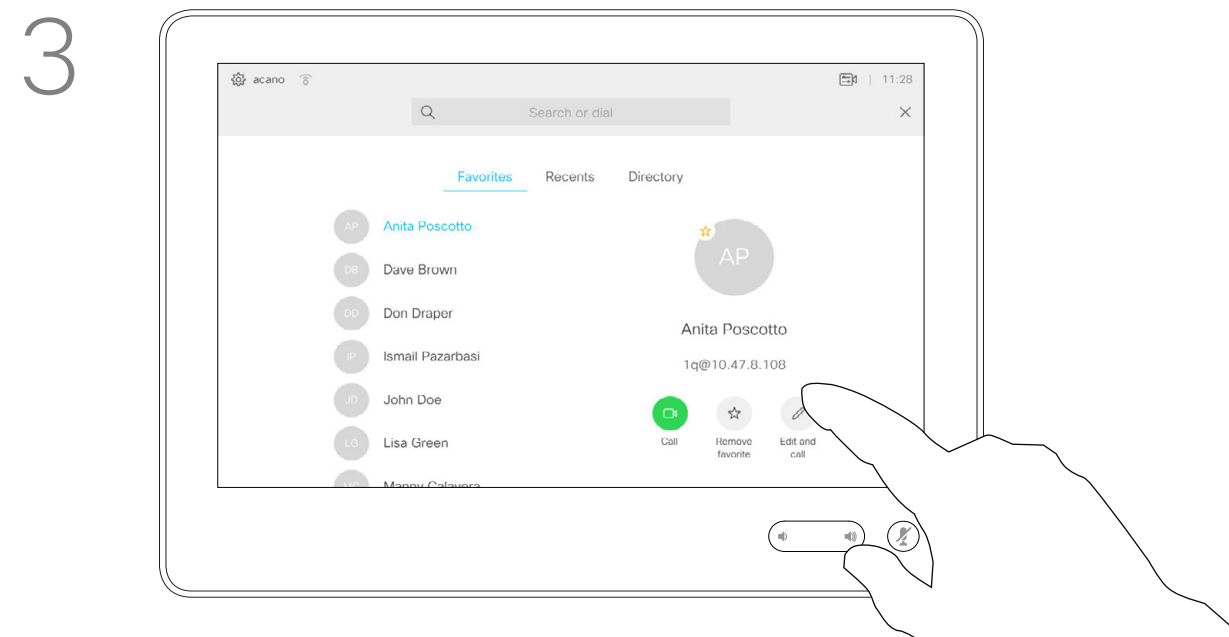 3
acano
11:28
Search or dial
Favorites Recents Directory
AP Anita Poscotto
DB Dave Brown
DD Don Draper
IP Ismail Pazarbasi
JD John Doe
LG Lisa Green
Manny Calavera
AP
Anita Poscotto
1q@10.47.8.108
Call
Remove
favorite
Edit and
call